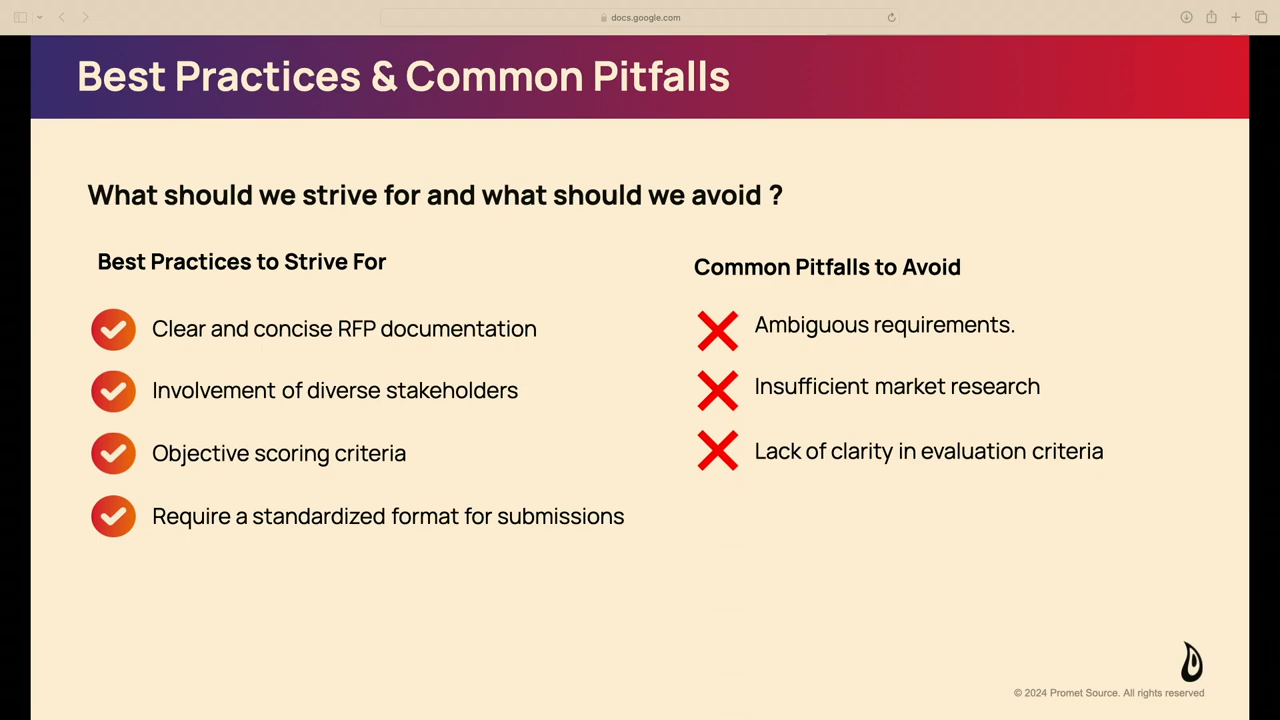 docs.google.com
Best Practices & Common Pitfalls
What should we strive for and what should we avoid ?
Best Practices to Strive For
Clear and concise RFP documentation
Involvement of diverse stakeholders
Objective scoring criteria
Require a standardized format for submissions
Common Pitfalls to Avoid
Ambiguous requirements.
Insufficient market research
Lack of clarity in evaluation criteria
© 2024 Promet Source. All rights reserved